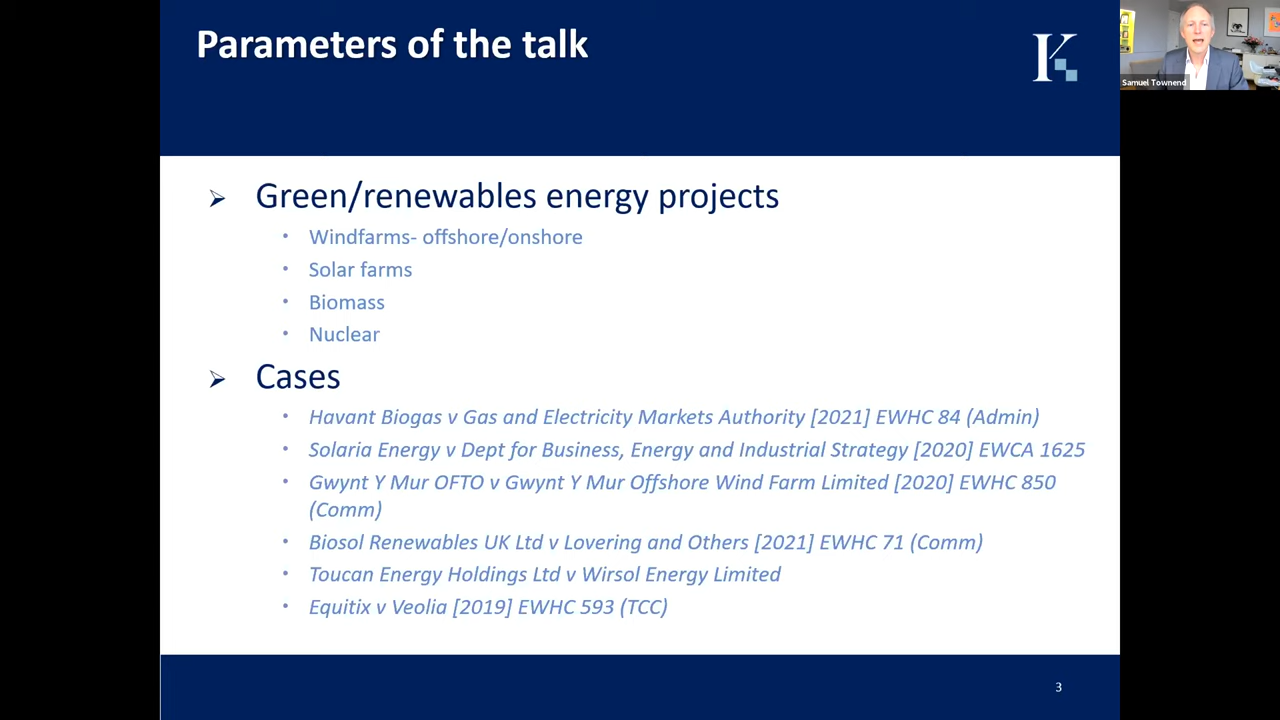 Parameters of the talk
K
Samuel Townend
➢ Green/renewables energy projects
• Windfarms- offshore/onshore
• Solar farms
• Biomass
• Nuclear
➢ Cases
• Havant Biogas v Gas and Electricity Markets Authority [2021] EWHC 84 (Admin)
• Solaria Energy v Dept for Business, Energy and Industrial Strategy [2020] EWCA 1625
• Gwynt Y Mur OFTO v Gwynt Y Mur Offshore Wind Farm Limited [2020] EWHC 850
(Comm)
• Biosol Renewables UK Ltd v Lovering and Others [2021] EWHC 71 (Comm)
• Toucan Energy Holdings Ltd v Wirsol Energy Limited
• Equitix v Veolia [2019] EWHC 593 (TCC)
3